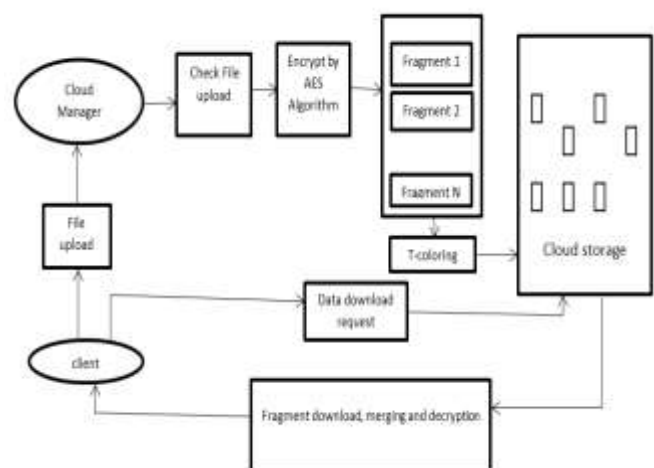 Cloud
Manager
Check File
upload
Encrypt by
AES
Algorithm
Fragment 1
Fragment 2
Fragment N
T-coloring
Cloud storage
File
upload
Data download
request
client
Fragment download, merging and decryption